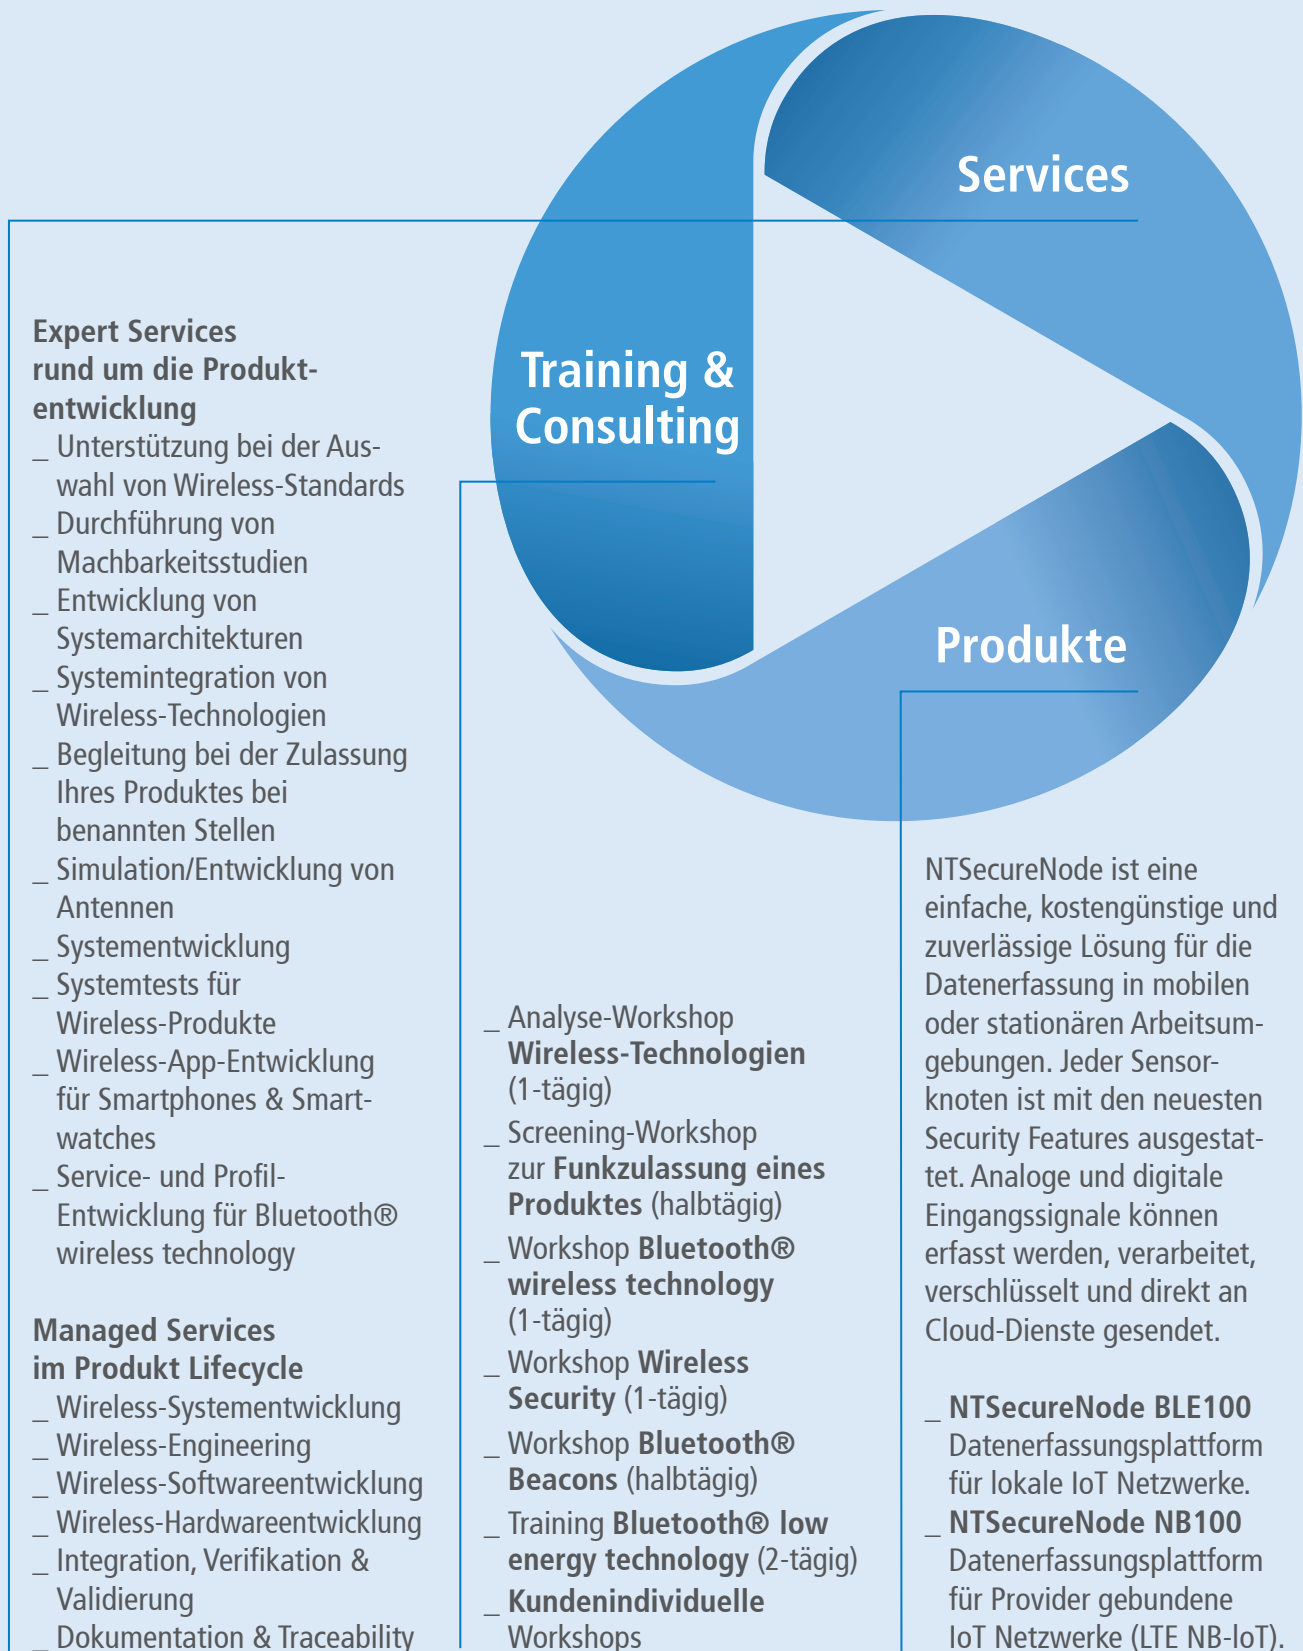 Services
Training &
Consulting
Produkte
Expert Services
rund um die Produkt-
entwicklung
_ Unterstützung bei der Aus-
wahl von Wireless-Standards
_ Durchführung von
Machbarkeitsstudien
_ Entwicklung von
Systemarchitekturen
_ Systemintegration von
Wireless-Technologien
_ Begleitung bei der Zulassung
Ihres Produktes bei
benannten Stellen
_ Simulation/Entwicklung von
Antennen
_ Systementwicklung
_ Systemtests für
Wireless-Produkte
_ Wireless-App-Entwicklung
für Smartphones & Smart-
watches
_ Service- und Profil-
Entwicklung für Bluetooth®
wireless technology
Managed Services
im Produkt Lifecycle
_ Wireless-Systementwicklung
_ Wireless-Engineering
_ Wireless-Softwareentwicklung
_ Wireless-Hardwareentwicklung
_ Integration, Verifikation &
Validierung
_ Dokumentation & Traceability
_ Analyse-Workshop
Wireless-Technologien
(1-tägig)
_ Screening-Workshop
zur Funkzulassung eines
Produktes (halbtägig)
_ Workshop Bluetooth®
wireless technology
(1-tägig)
_ Workshop Wireless
Security (1-tägig)
_ Workshop Bluetooth®
Beacons (halbtägig)
_ Training Bluetooth® low
energy technology (2-tägig)
_ Kundenindividuelle
Workshops
NTSecureNode ist eine
einfache, kostengünstige und
zuverlässige Lösung für die
Datenerfassung in mobilen
oder stationären Arbeitsum-
gebungen. Jeder Sensor-
knoten ist mit den neuesten
Security Features ausgestat-
tet. Analoge und digitale
Eingangssignale können
erfasst werden, verarbeitet,
verschlüsselt und direkt an
Cloud-Dienste gesendet.
_ NTSecureNode BLE100
Datenerfassungsplattform
für lokale IoT Netzwerke.
_ NTSecureNode NB100
Datenerfassungsplattform
für Provider gebundene
IoT Netzwerke (LTE NB-IoT).